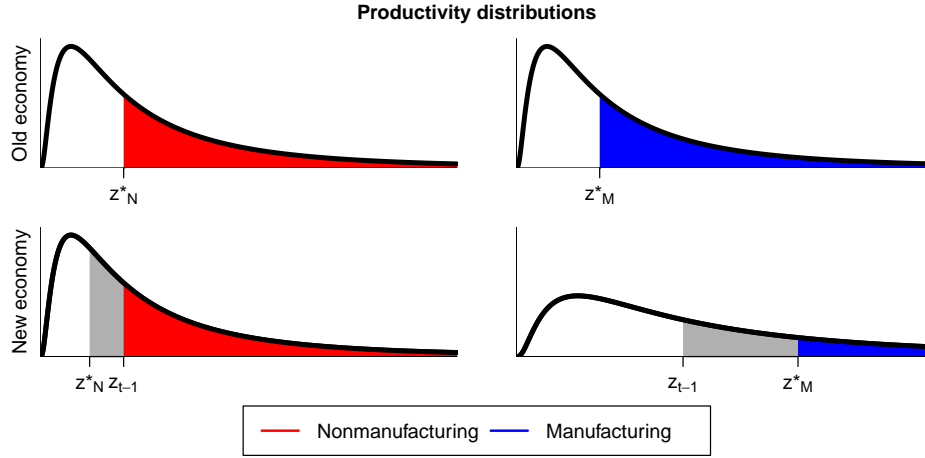 Productivity distributions
Old economy
z*N
z*M
New economy
z*N zt−1
zt−1 z*M
Nonmanufacturing Manufacturing